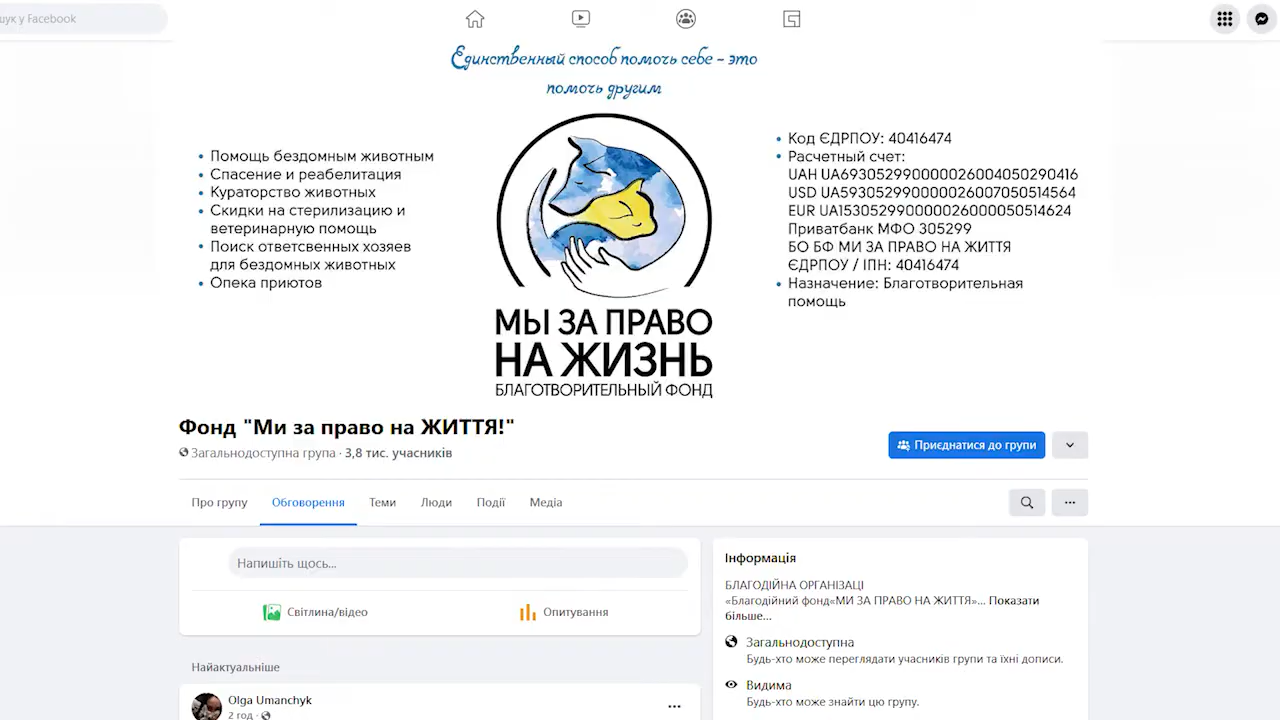 шук у Facebook
Единственный способ помочь себе - это
помочь другим
• Помощь бездомным животным
• Спасение и реабелитация
• Кураторство животных
• Скидки на стерилизацию и
ветеринарную помощь
• Поиск ответсвенных хозяев
для бездомных животных
• Опека приютов
МЫ ЗА ПРАВО
НА ЖИЗНЬ
БЛАГОТВОРИТЕЛЬНЫЙ ФОНД
• Код ЄДРПОУ: 40416474
• Расчетный счет:
UAH UA693052990000026004050290416
USD UA593052990000026007050514564
EUR UA153052990000026000050514624
Приватбанк МФО 305299
БО БФ МИ ЗА ПРАВО НА ЖИТТЯ
ЄДРПОУ / ІПН: 40416474
• Назначение: Благотворительная
помощь
Фонд "Ми за право на ЖИТТЯ!"
Загальнодоступна група · 3,8 тис. учасників
Приєднатися до групи
Про групу Обговорення Теми Люди Події Медіа
Напишіть щось...
Світлина/відео Опитування
Найактуальніше
Olga Umanchyk
2 год ·
Інформація
БЛАГОДІЙНА ОРГАНІЗАЦІ
«Благодійний фонд«МИ ЗА ПРАВО НА ЖИТТЯ»... Показати
більше...
Загальнодоступна
Будь-хто може переглядати учасників групи та їхні дописи.
Видима
Будь-хто може знайти цю групу.